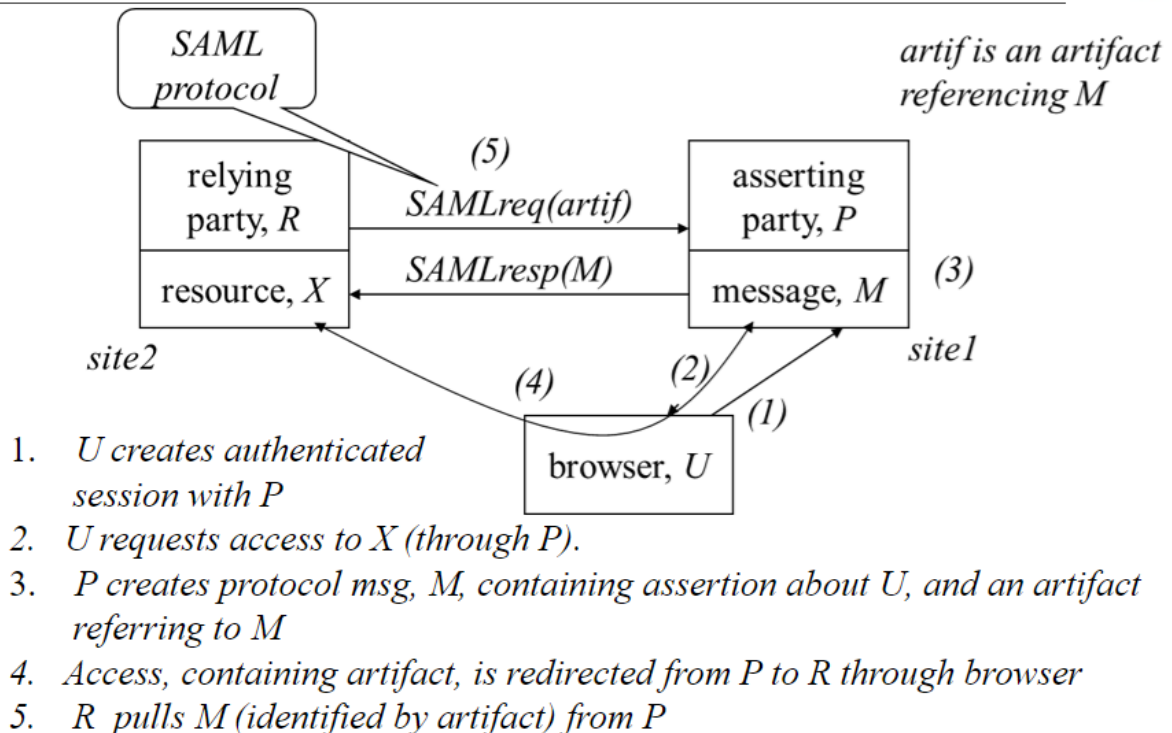 SAML
protocol
artif is an artifact
referencing M
(5)
relying
party, R
SAMLreq(artif)
asserting
party, P
resource, X
SAMLresp(M)
message, M
(3)
site2
site1
(4)
(2)
(1)
browser, U
1. U creates authenticated
session with P
2. U requests access to X (through P).
3. P creates protocol msg, M, containing assertion about U, and an artifact
referring to M
4. Access, containing artifact, is redirected from P to R through browser
5. R pulls M (identified by artifact) from P